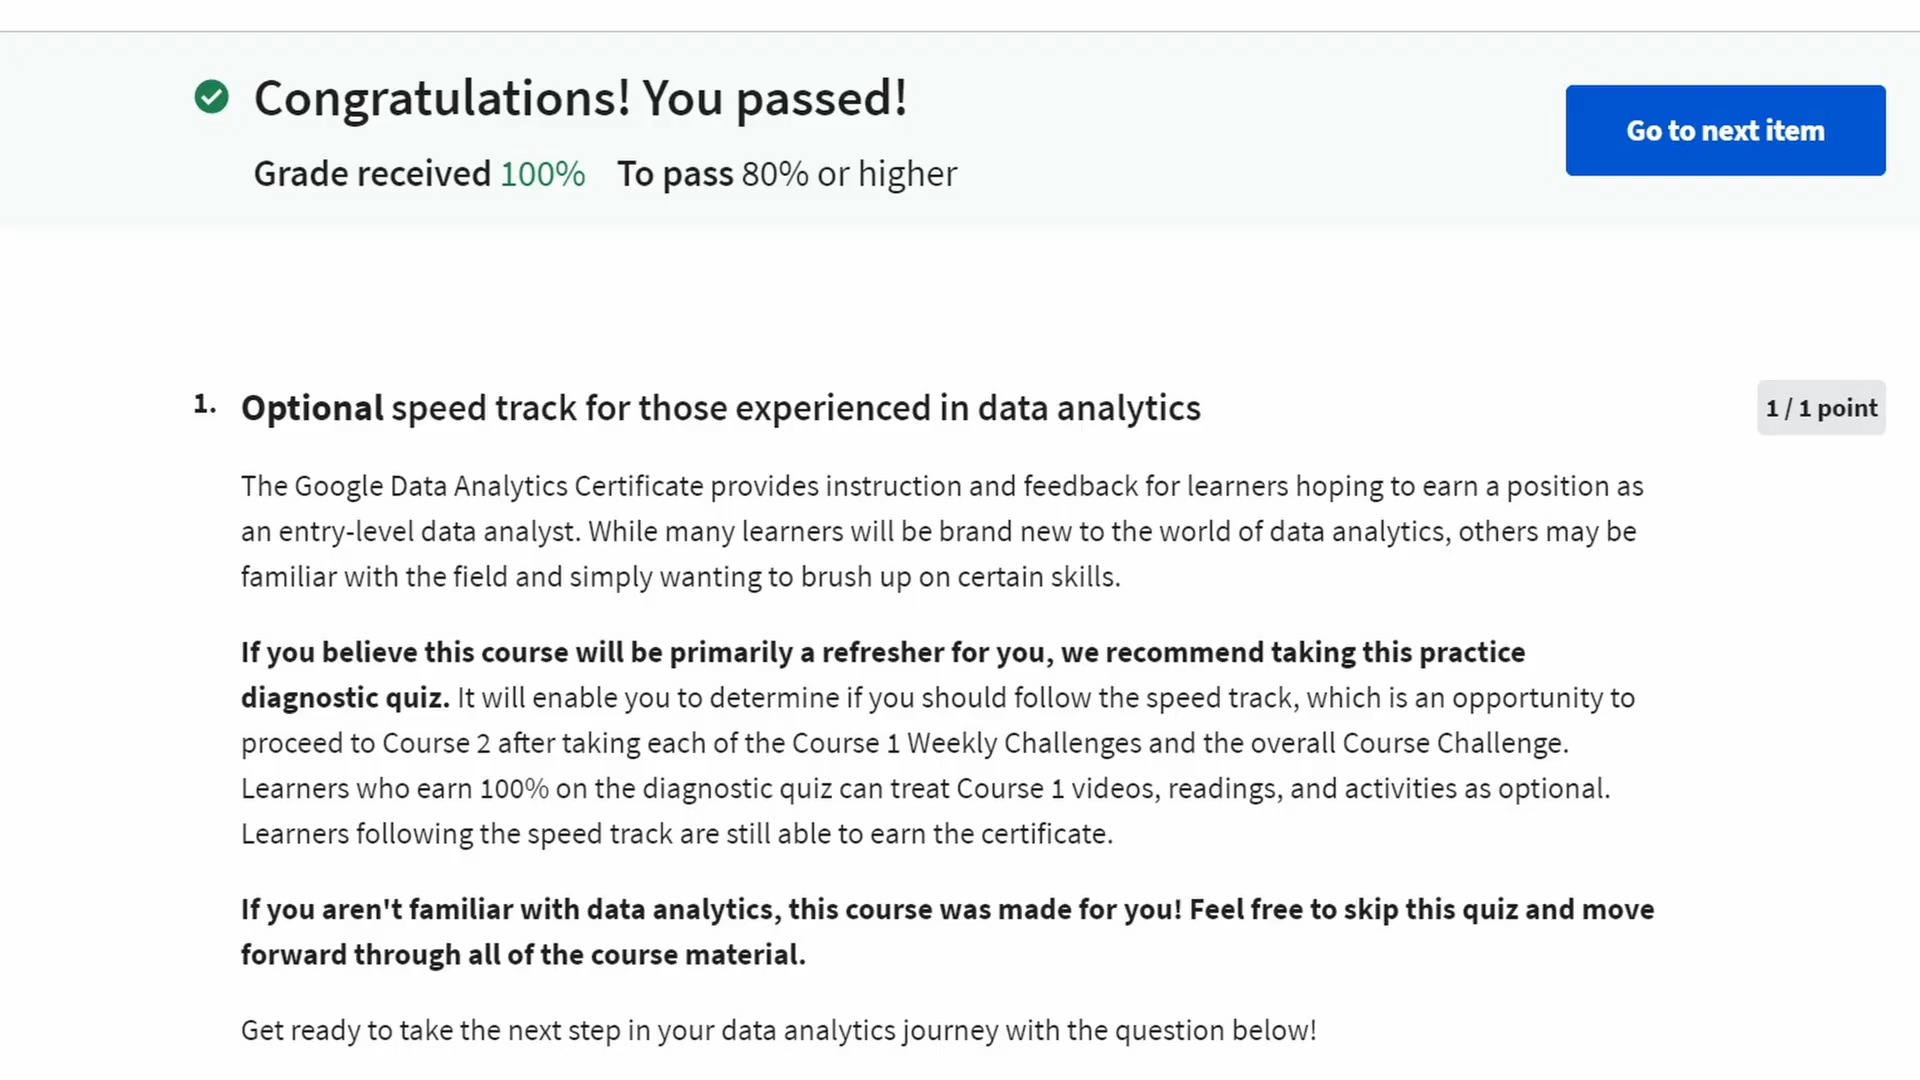 Congratulations! You passed!
Go to next item
Grade received 100% To pass 80% or higher
1. Optional speed track for those experienced in data analytics
1 / 1 point
The Google Data Analytics Certificate provides instruction and feedback for learners hoping to earn a position as
an entry-level data analyst. While many learners will be brand new to the world of data analytics, others may be
familiar with the field and simply wanting to brush up on certain skills.
If you believe this course will be primarily a refresher for you, we recommend taking this practice
diagnostic quiz. It will enable you to determine if you should follow the speed track, which is an opportunity to
proceed to Course 2 after taking each of the Course 1 Weekly Challenges and the overall Course Challenge.
Learners who earn 100% on the diagnostic quiz can treat Course 1 videos, readings, and activities as optional.
Learners following the speed track are still able to earn the certificate.
If you aren't familiar with data analytics, this course was made for you! Feel free to skip this quiz and move
forward through all of the course material.
Get ready to take the next step in your data analytics journey with the question below!